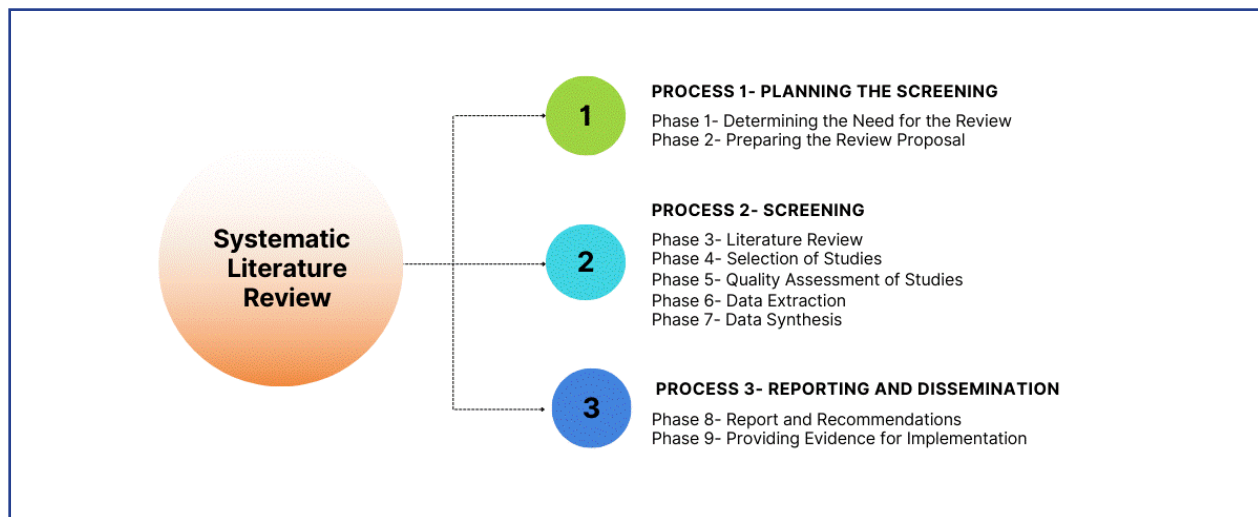 Systematic
Literature
Review
1
PROCESS 1- PLANNING THE SCREENING
Phase 1- Determining the Need for the Review
Phase 2- Preparing the Review Proposal
2
PROCESS 2- SCREENING
Phase 3- Literature Review
Phase 4- Selection of Studies
Phase 5- Quality Assessment of Studies
Phase 6- Data Extraction
Phase 7- Data Synthesis
3
PROCESS 3- REPORTING AND DISSEMINATION
Phase 8- Report and Recommendations
Phase 9- Providing Evidence for Implementation